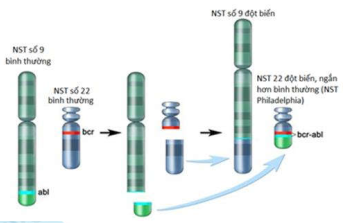 NST số 9 đột biến
NST số 9
bình thường
NST số 22
bình thường
NST 22 đột biến, ngắn
hơn bình thường (NST
Philadelphia)
bcr
bcr-abl
abl